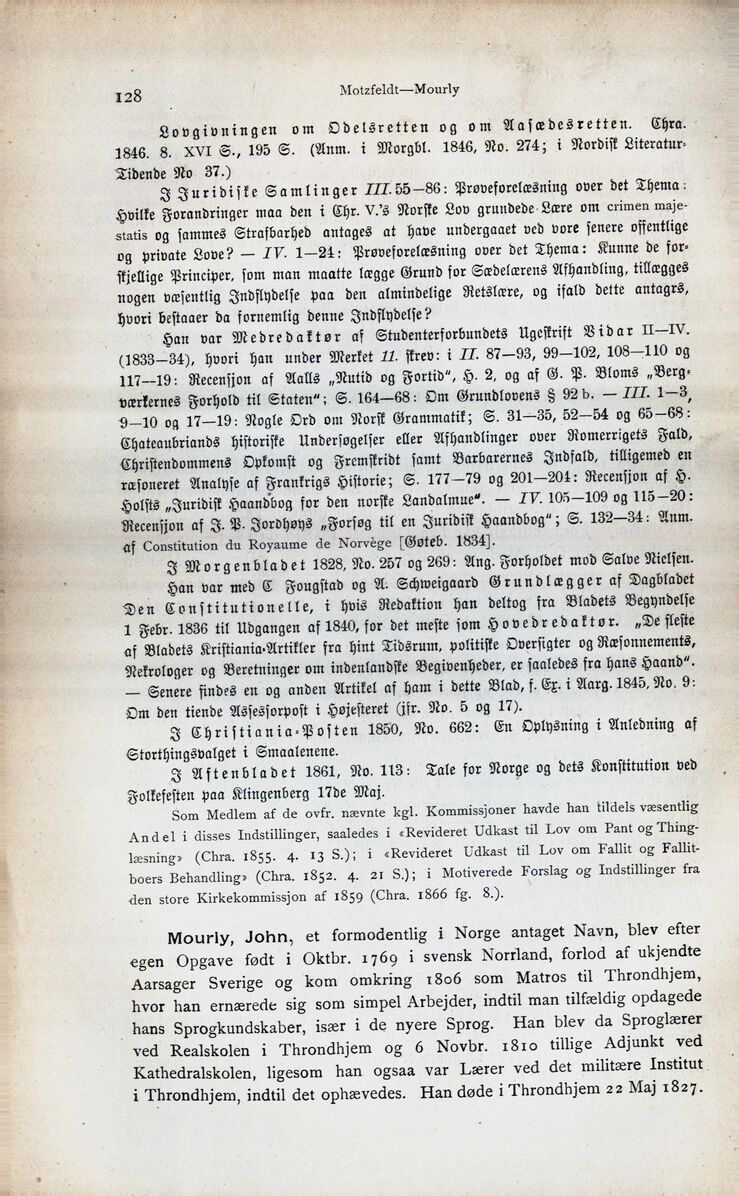 128
Motzfeldt—Mourly
Lovgivningen om Odelsretten og om Aasædesretten. Chra.
1846. 8. XVI S., 195 S. (Anm. i Morgbl. 1846, No. 274; i Nordisk Literatur-
Tidende No 37.)
I Juridiske Samlinger III. 55—86: Prøveforelæsning over det Thema:
Hvilke Forandringer maa den i Chr. V.'s Norske Lov grundede Lære om crimen maje-
statis og sammes Strafbarhed antages at have undergaaet ved vore senere offentlige
og private Love? — IV. 1—24: Prøveforelæsning over det Thema: Kunne de for-
skjellige Principer, som man maatte lægge Grund for Sædelærens Afhandling, tillægges
nogen væsentlig Indflydelse paa den almindelige Retslære, og ifald dette antages,
hvori bestaaer da fornemlig denne Indflydelse?
Han var Medredaktør af Studenterforbundets Ugeskrift Vidar II—IV.
(1833—34), hvori han under Merket 11. skrev: i II. 87—93, 99—102, 108—110 og
117—19: Recension af Aalls „Nutid og Fortid“, H. 2, og af G. P. Bloms „Berg-
værkernes Forhold til Staten“; S. 164—68: Om Grundlovens § 92 b. — III. 1—3,
9—10 og 17—19: Nogle Ord om Norsk Grammatik; S. 31—35, 52—54 og 65—68:
Chateaubriands historiske Undersøgelser eller Afhandlinger over Romerrigets Fald,
Christendommens Opkomst og Fremskridt samt Barbarernes Indfald, tilligemed en
ræsoneret Analyse af Frankrigs Historie; S. 177—79 og 201—204: Recension af H.
Holsts „Juridisk Haandbog for den norske Landalmue“. — IV. 105—109 og 115—20:
Recension af J. P. Jordhøys „Forsøg til en Juridisk Haandbog“; S. 132—34: Anm.
af Constitution du Royaume de Norvège [Gøteb. 1834].
I Morgenbladet 1828, No. 257 og 269: Ang. Forholdet mod Salve Nielsen.
Han var med C Fougstad og A. Schweigaard Grundlægger af Dagbladet
Den Constitutionelle, i hvis Redaktion han deltog fra Bladets Begyndelse
1 Febr. 1836 til Udgangen af 1840, for det meste som Hovedredaktør. „De fleste
af Bladets Kristiania-Artikler fra hint Tidsrum, politiske Oversigter og Ræsonnements,
Nekrologer og Beretninger om indenlandske Begivenheder, er saaledes fra hans Haand“.
— Senere findes en og anden Artikel af ham i dette Blad, f. Ex. i Aarg. 1845, No. 9:
Om den tiende Assessorpost i Højesteret (jfr. No. 5 og 17).
I Christiania-Posten 1850, No. 662: En Oplysning i Anledning af
Storthingsvalget i Smaalenene.
I Aftenbladet 1861, No. 113: Tale for Norge og dets Konstitution ved
Folkefesten paa Klingenberg 17de Maj.
Som Medlem af de ovfr. nævnte kgl. Kommissjoner havde han tildels væsentlig
Andel i disses Indstillinger, saaledes i «Revideret Udkast til Lov om Pant og Thing-
læsning» (Chra. 1855. 4. 13 S.); i «Revideret Udkast til Lov om Fallit og Fallit-
boers Behandling» (Chra. 1852. 4. 21 S.); i Motiverede Forslag og Indstillinger fra
den store Kirkekommissjon af 1859 (Chra. 1866 fg. 8.).
Mourly, John, et formodentlig i Norge antaget Navn, blev efter
egen Opgave født i Oktbr. 1769 i svensk Norrland, forlod af ukjendte
Aarsager Sverige og kom omkring 1806 som Matros til Throndhjem,
hvor han ernærede sig som simpel Arbejder, indtil man tilfældig opdagede
hans Sprogkundskaber, især i de nyere Sprog. Han blev da Sproglærer
ved Realskolen i Throndhjem og 6 Novbr. 1810 tillige Adjunkt ved
Kathedralskolen, ligesom han ogsaa var Lærer ved det militære Institut
i Throndhjem, indtil det ophævedes. Han døde i Throndhjem 22 Maj 1827.